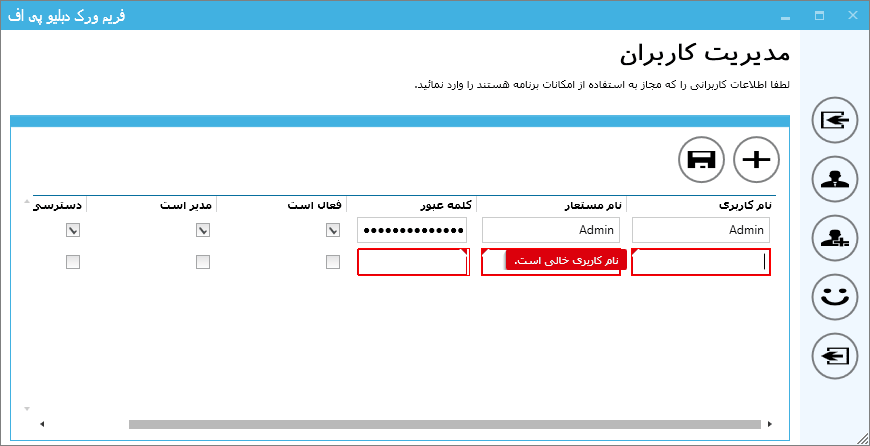 فریم ورک دبلیو پی اف
مدیریت کاربران
لطفا اطلاعات کاربرانی را که مجاز به استفاده از امکانات برنامه هستند را وارد نمائید.
نام کاربری نام مستعار کلمه عبور فعال است مدیر است دسترسی
Admin Admin ●●●●●●●●●●●●●●
نام کاربری خالی است.